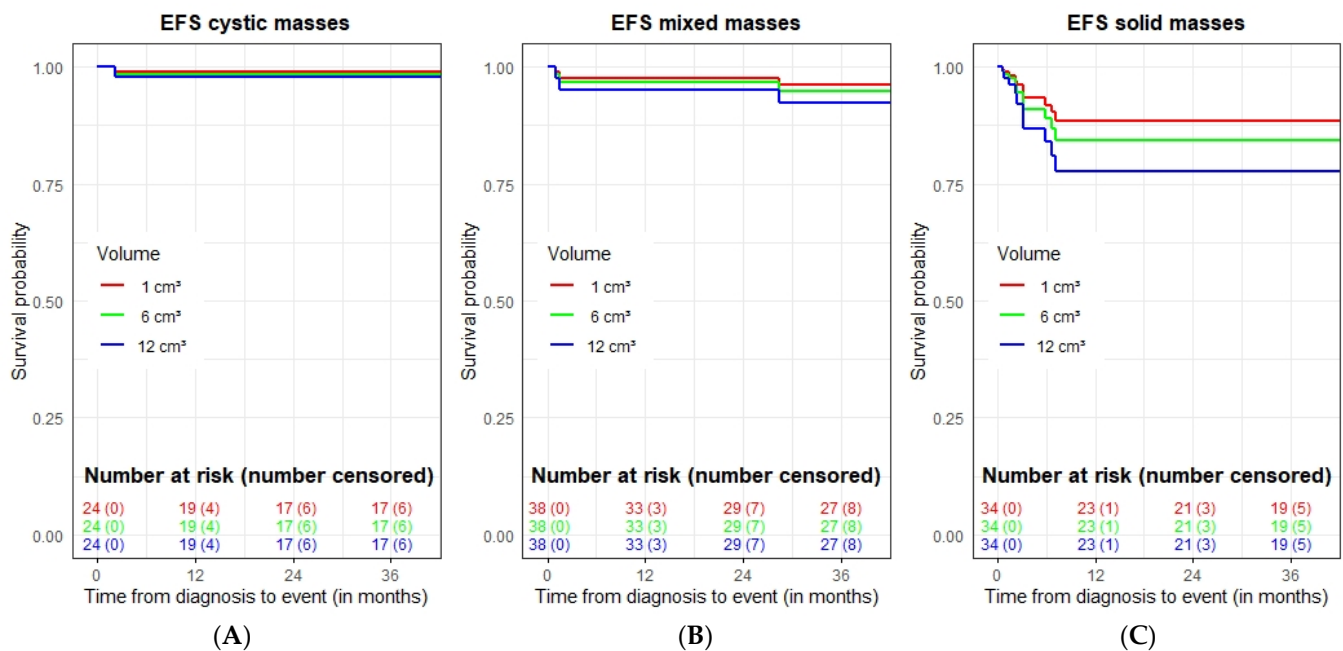 EFS cystic masses
1.00
0.75
0.50
0.25
0.00
Survival probability
Volume
1 cm³
6 cm³
12 cm³
Number at risk (number censored)
24 (0) 19 (4) 17 (6) 17 (6)
24 (0) 19 (4) 17 (6) 17 (6)
24 (0) 19 (4) 17 (6) 17 (6)
0 12 24 36
Time from diagnosis to event (in months)
(A)
EFS mixed masses
1.00
0.75
0.50
0.25
0.00
Survival probability
Volume
1 cm³
6 cm³
12 cm³
Number at risk (number censored)
38 (0) 33 (3) 29 (7) 27 (8)
38 (0) 33 (3) 29 (7) 27 (8)
38 (0) 33 (3) 29 (7) 27 (8)
0 12 24 36
Time from diagnosis to event (in months)
(B)
EFS solid masses
1.00
0.75
0.50
0.25
0.00
Survival probability
Volume
1 cm³
6 cm³
12 cm³
Number at risk (number censored)
34 (0) 23 (1) 21 (3) 19 (5)
34 (0) 23 (1) 21 (3) 19 (5)
34 (0) 23 (1) 21 (3) 19 (5)
0 12 24 36
Time from diagnosis to event (in months)
(C)